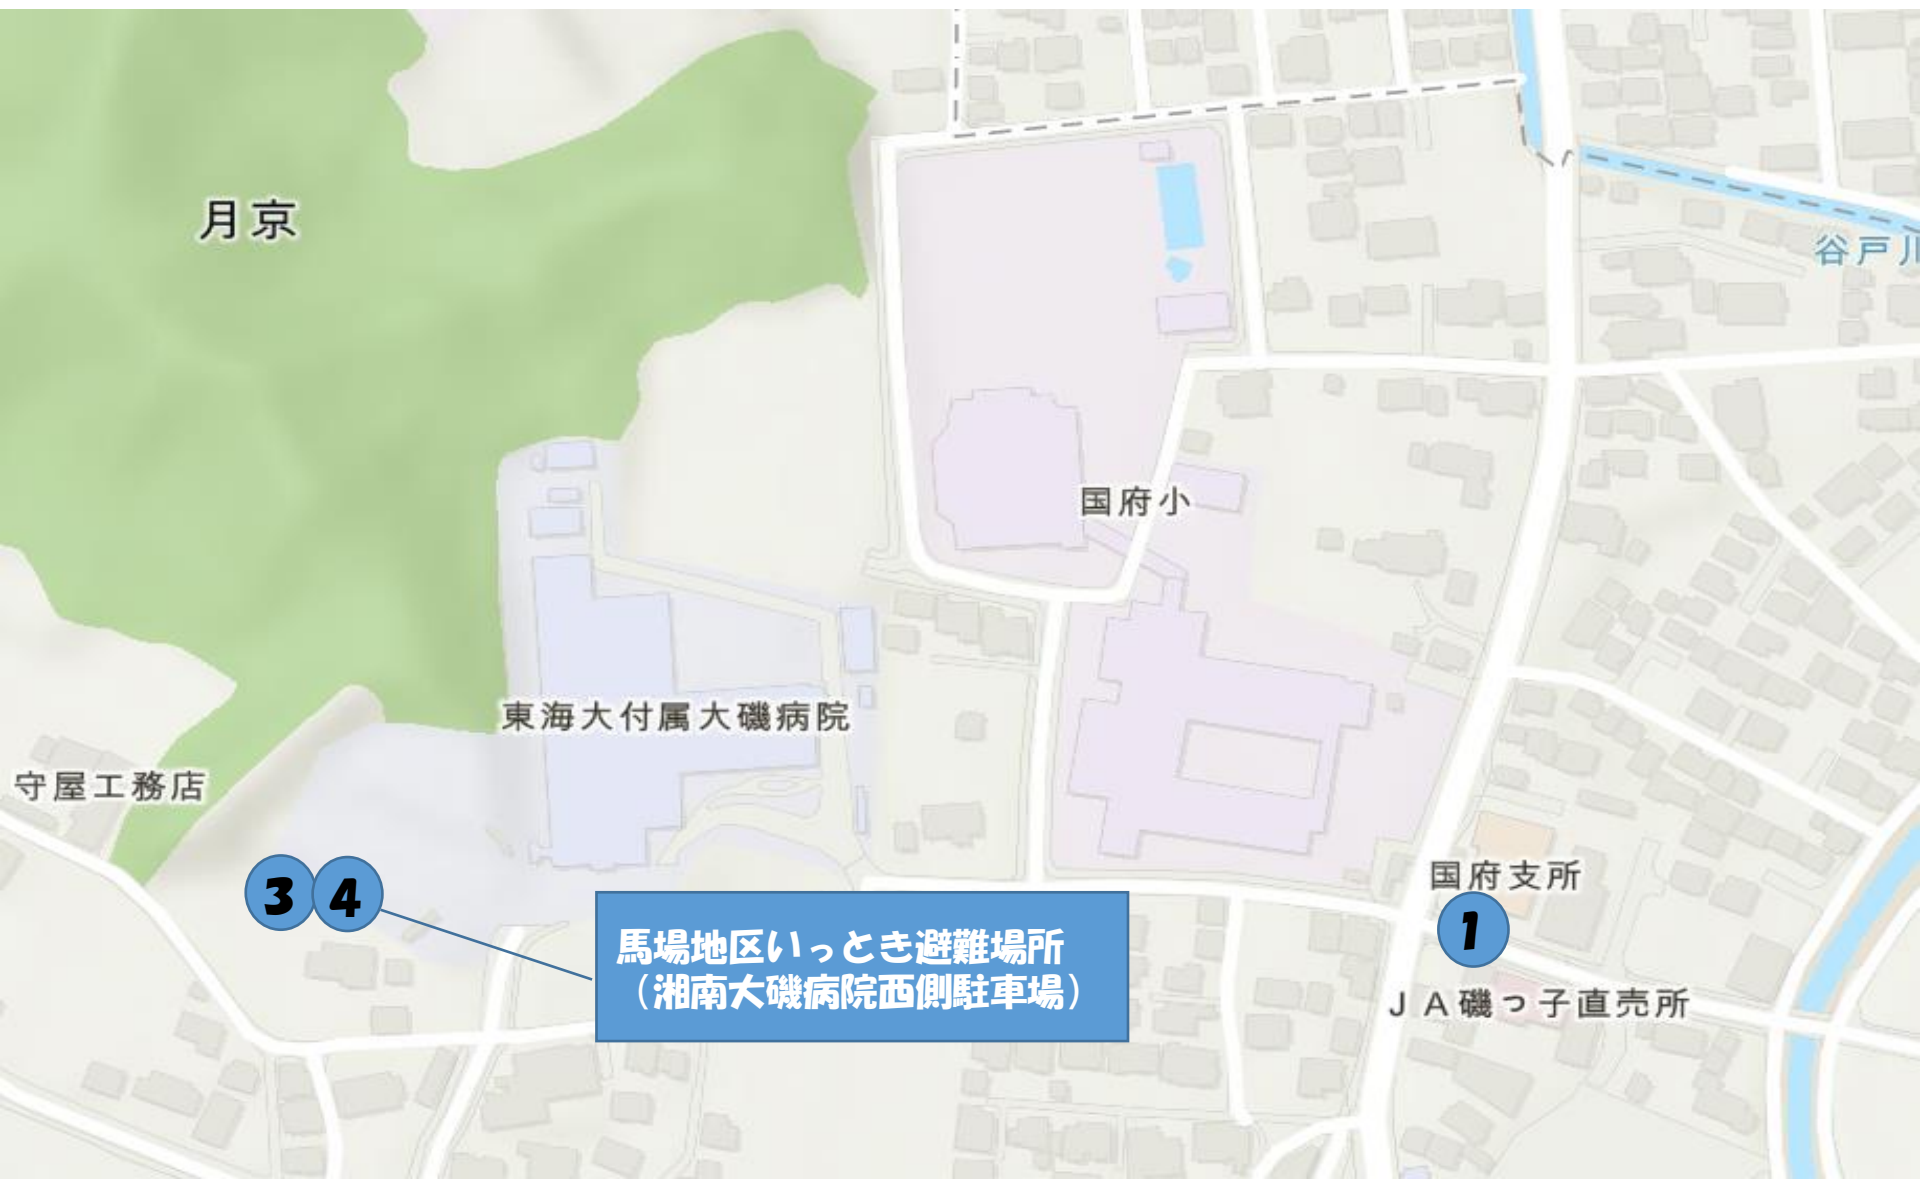 月京
谷戸川
国府小
東海大付属大磯病院
守屋工務店
国府支所
3
4
1
馬場地区いっとき避難場所
（湘南大磯病院西側駐車場）
ＪＡ磯っ子直売所